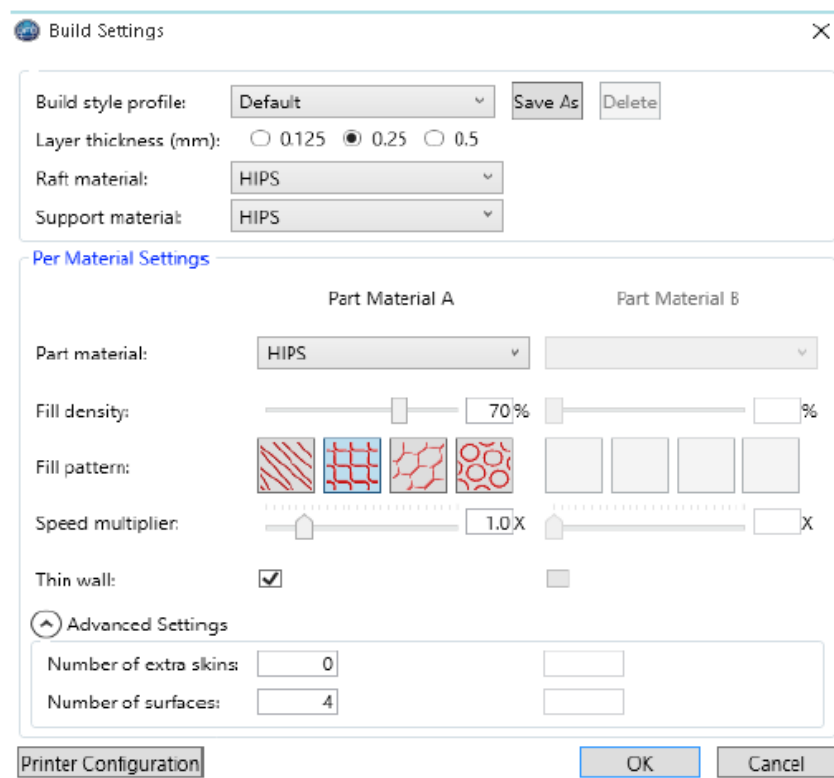 Build Settings
Build style profile: Default Save As Delete
Layer thickness (mm): 0.125 0.25 0.5
Raft material: HIPS
Support material: HIPS
Per Material Settings
Part Material A Part Material B
Part material: HIPS
Fill density: 70 % %
Fill pattern:
Speed multiplier: 1.0 X X
Thin wall:
Advanced Settings
Number of extra skins: 0
Number of surfaces: 4
Printer Configuration OK Cancel